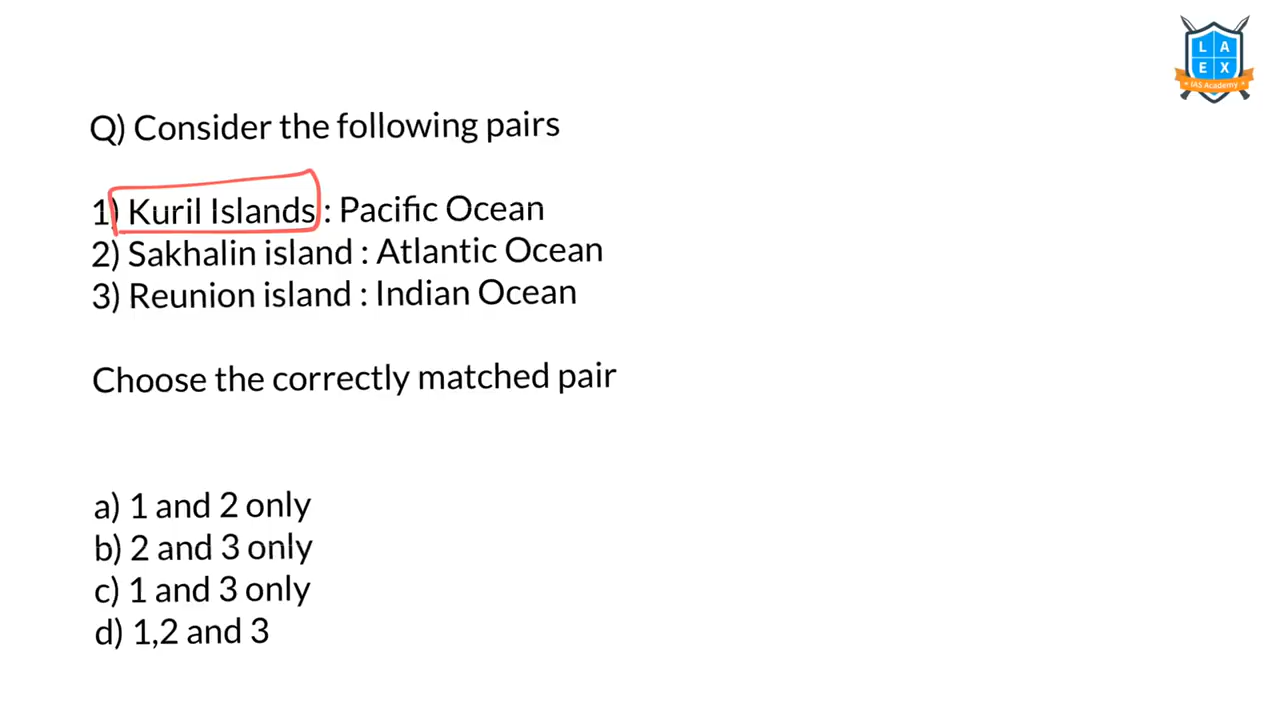 L A
E X
IAS Academy
Q) Consider the following pairs
1) Kuril Islands : Pacific Ocean
2) Sakhalin island : Atlantic Ocean
3) Reunion island : Indian Ocean
Choose the correctly matched pair
a) 1 and 2 only
b) 2 and 3 only
c) 1 and 3 only
d) 1,2 and 3